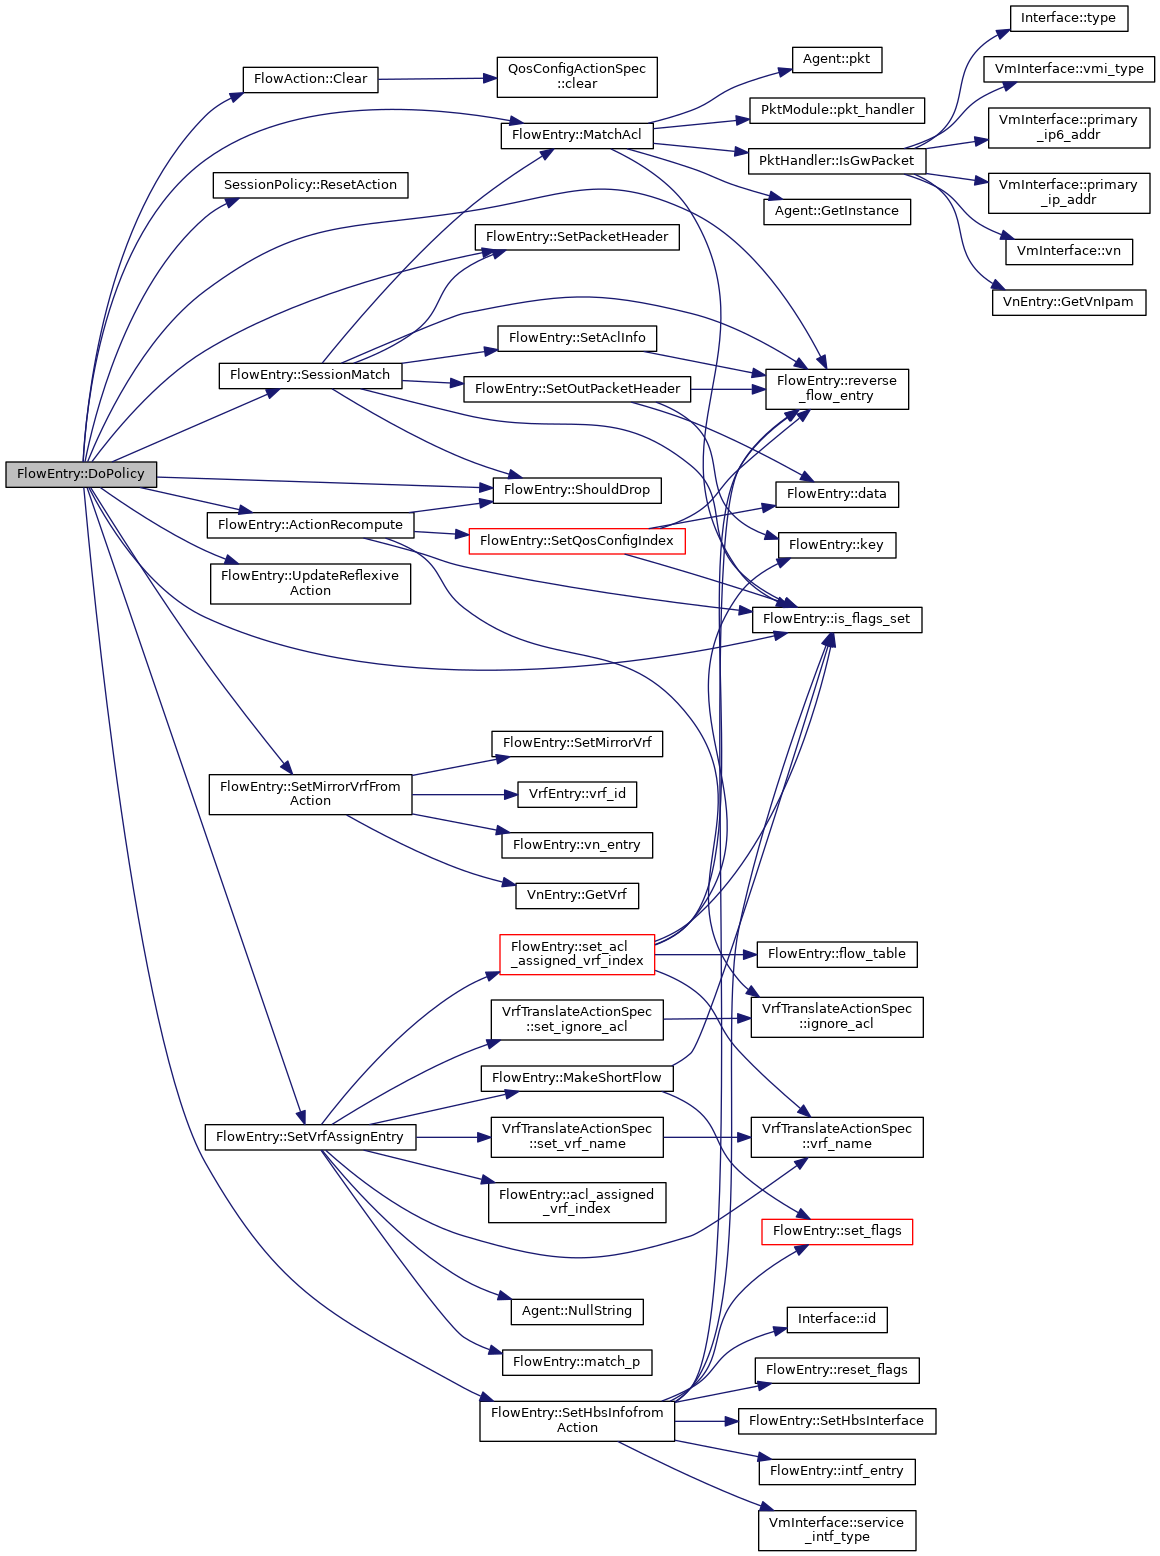 FlowEntry::DoPolicy
FlowAction::Clear
SessionPolicy::ResetAction
FlowEntry::SessionMatch
FlowEntry::ActionRecompute
FlowEntry::UpdateReflexive
Action
FlowEntry::SetMirrorVrfFrom
Action
FlowEntry::SetVrfAssignEntry
QosConfigActionSpec
::clear
FlowEntry::MatchAcl
FlowEntry::SetPacketHeader
FlowEntry::SetAclInfo
FlowEntry::SetOutPacketHeader
FlowEntry::ShouldDrop
FlowEntry::SetQosConfigIndex
FlowEntry::SetMirrorVrf
VrfEntry::vrf_id
FlowEntry::vn_entry
VnEntry::GetVrf
FlowEntry::set_acl
_assigned_vrf_index
VrfTranslateActionSpec
::set_ignore_acl
FlowEntry::MakeShortFlow
VrfTranslateActionSpec
::set_vrf_name
FlowEntry::acl_assigned
_vrf_index
Agent::NullString
FlowEntry::match_p
FlowEntry::SetHbsInfofrom
Action
Agent::pkt
PktModule::pkt_handler
PktHandler::IsGwPacket
Agent::GetInstance
FlowEntry::reverse
_flow_entry
FlowEntry::data
FlowEntry::key
FlowEntry::is_flags_set
FlowEntry::flow_table
VrfTranslateActionSpec
::ignore_acl
VrfTranslateActionSpec
::vrf_name
FlowEntry::set_flags
Interface::id
FlowEntry::reset_flags
FlowEntry::SetHbsInterface
FlowEntry::intf_entry
VmInterface::service
_intf_type
Interface::type
VmInterface::vmi_type
VmInterface::primary
_ip6_addr
VmInterface::primary
_ip_addr
VmInterface::vn
VnEntry::GetVnIpam